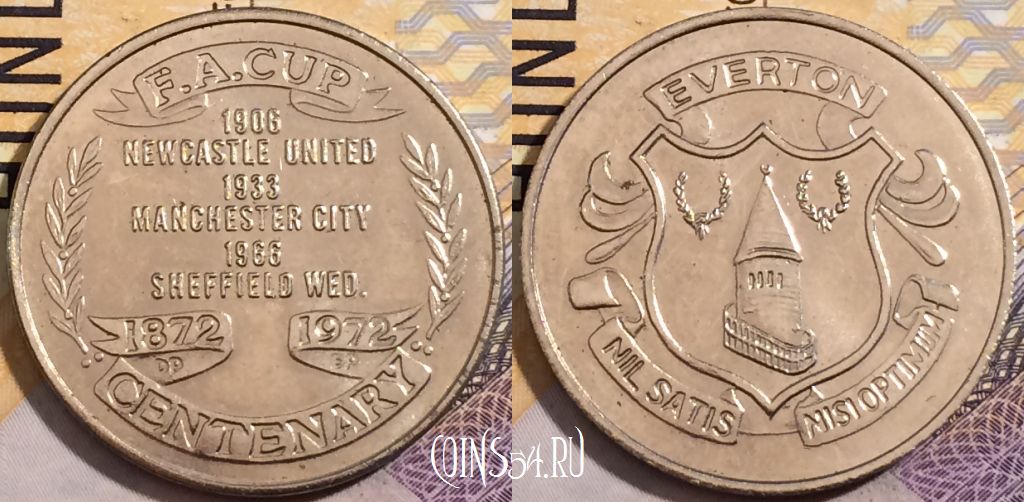 F.A.CUP
1906
NEWCASTLE UNITED
1933
MANCHESTER CITY
1966
SHEFFIELD WED.
1872 1972
CENTENARY
EVERTON
NIL SATIS NISI OPTIMUM
COINS54.RU